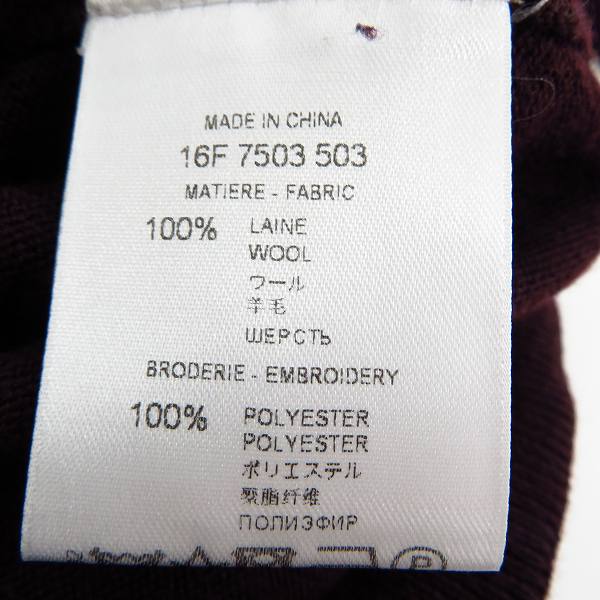 MADE IN CHINA
16F 7503 503
MATIERE - FABRIC
100% LAINE
WOOL
ウール
羊毛
ШЕРСТЬ
BRODERIE - EMBROIDERY
100% POLYESTER
POLYESTER
ポリエステル
聚脂纤维
ПОЛИЭФИР
P